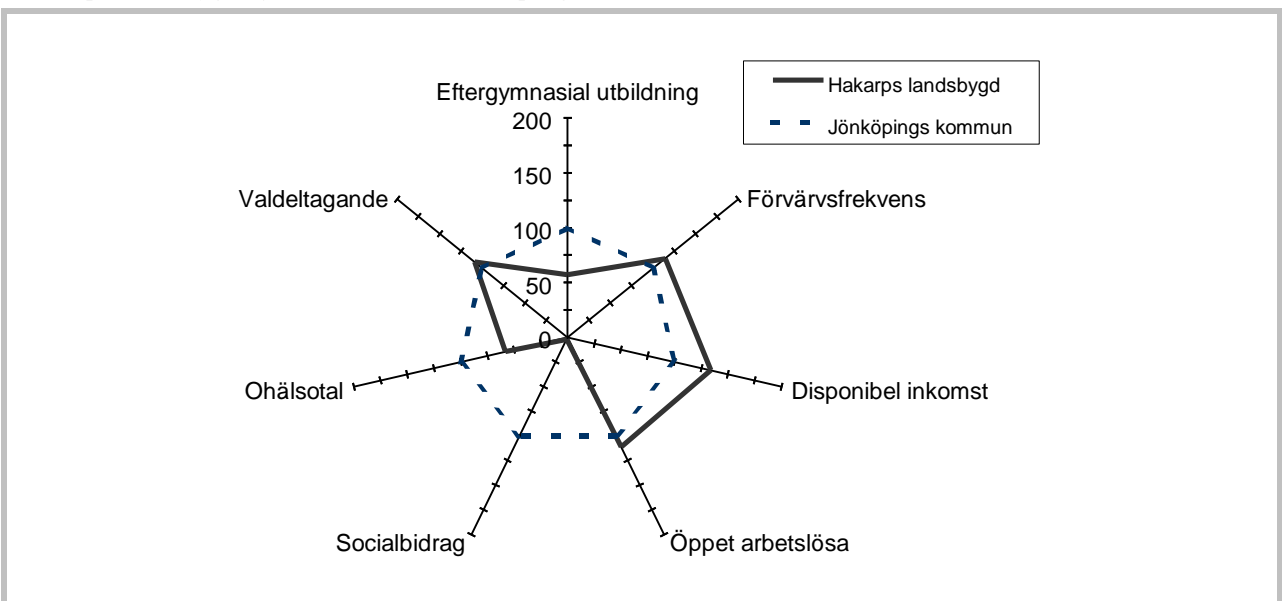 Hakarps landsbygd
Jönköpings kommun
Eftergymnasial utbildning
200
150
100
50
0
Valdeltagande
Förvärvsfrekvens
Ohälsotal
Disponibel inkomst
Socialbidrag
Öppet arbetslösa